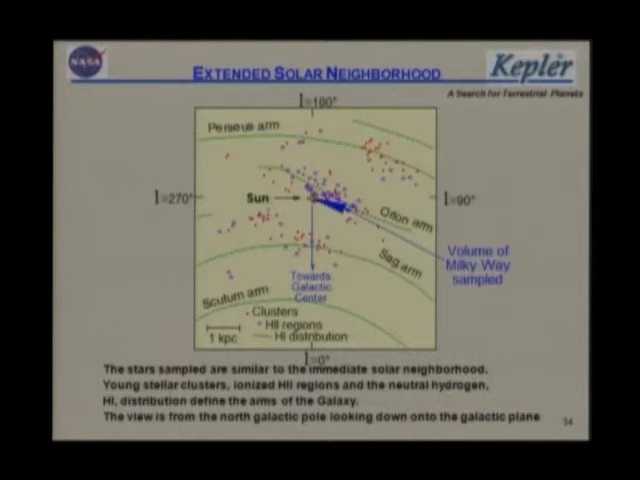 NASA
EXTENDED SOLAR NEIGHBORHOOD
Kepler
A Search for Terrestrial Planets
l=180°
Perseus arm
l=270°
Sun
l=90°
Orion arm
Volume of
Milky Way
sampled
Sag arm
Towards
Galactic
Center
Scutum arm
Clusters
HII regions
HI distribution
1 kpc
l=0°
The stars sampled are similar to the immediate solar neighborhood.
Young stellar clusters, ionized HII regions and the neutral hydrogen,
HI, distribution define the arms of the Galaxy.
The view is from the north galactic pole looking down onto the galactic plane
34